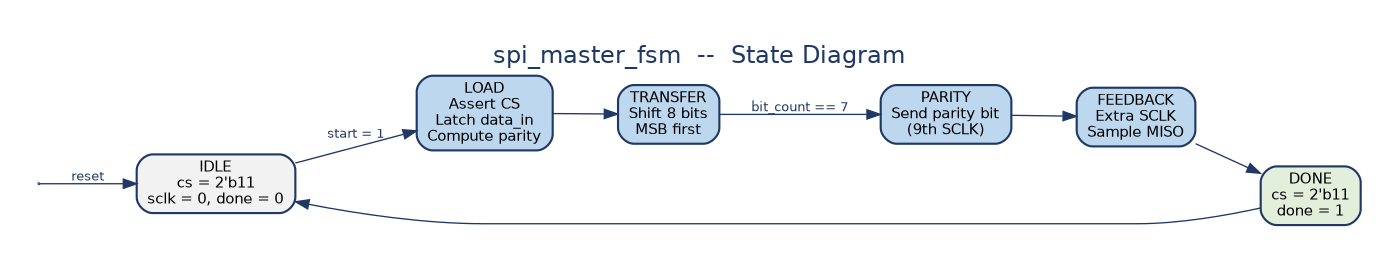 spi_master_fsm  --  State Diagram
reset
IDLE
cs = 2'b11
sclk = 0, done = 0
start = 1
LOAD
Assert CS
Latch data_in
Compute parity
TRANSFER
Shift 8 bits
MSB first
bit_count == 7
PARITY
Send parity bit
(9th SCLK)
FEEDBACK
Extra SCLK
Sample MISO
DONE
cs = 2'b11
done = 1